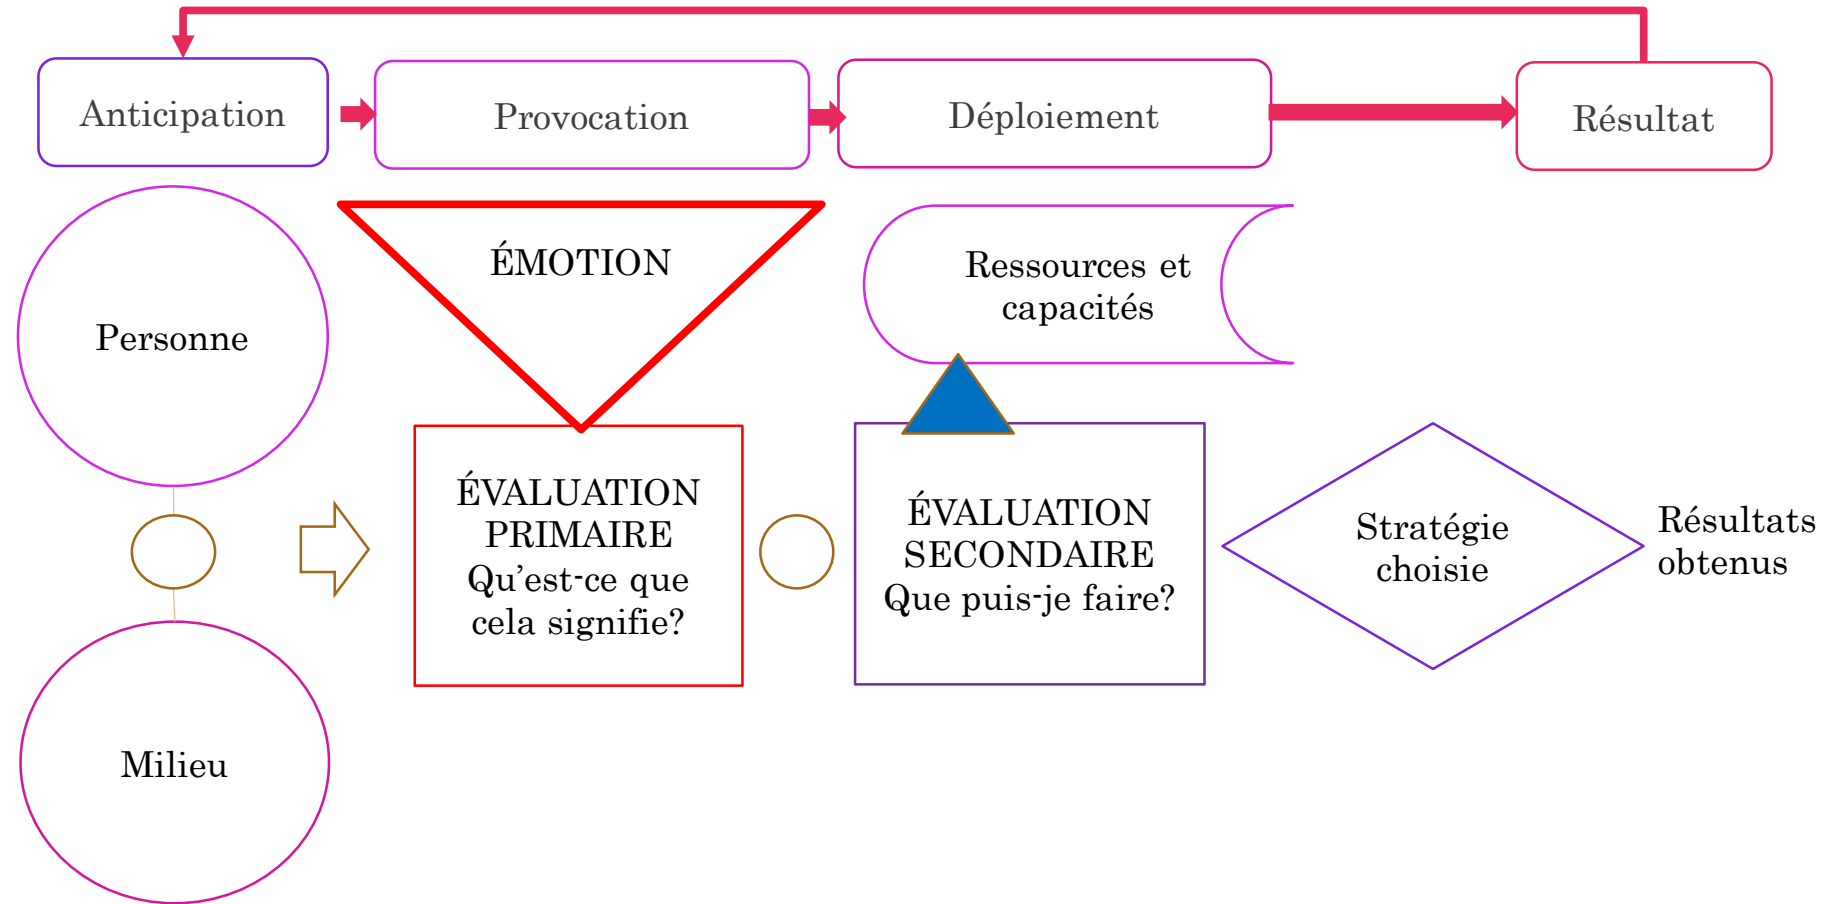 Anticipation
Provocation
Déploiement
Résultat
Personne
ÉMOTION
Ressources et
capacités
ÉVALUATION
PRIMAIRE
Qu'est-ce que
cela signifie?
ÉVALUATION
SECONDAIRE
Que puis-je faire?
Stratégie
choisie
Résultats
obtenus
Milieu